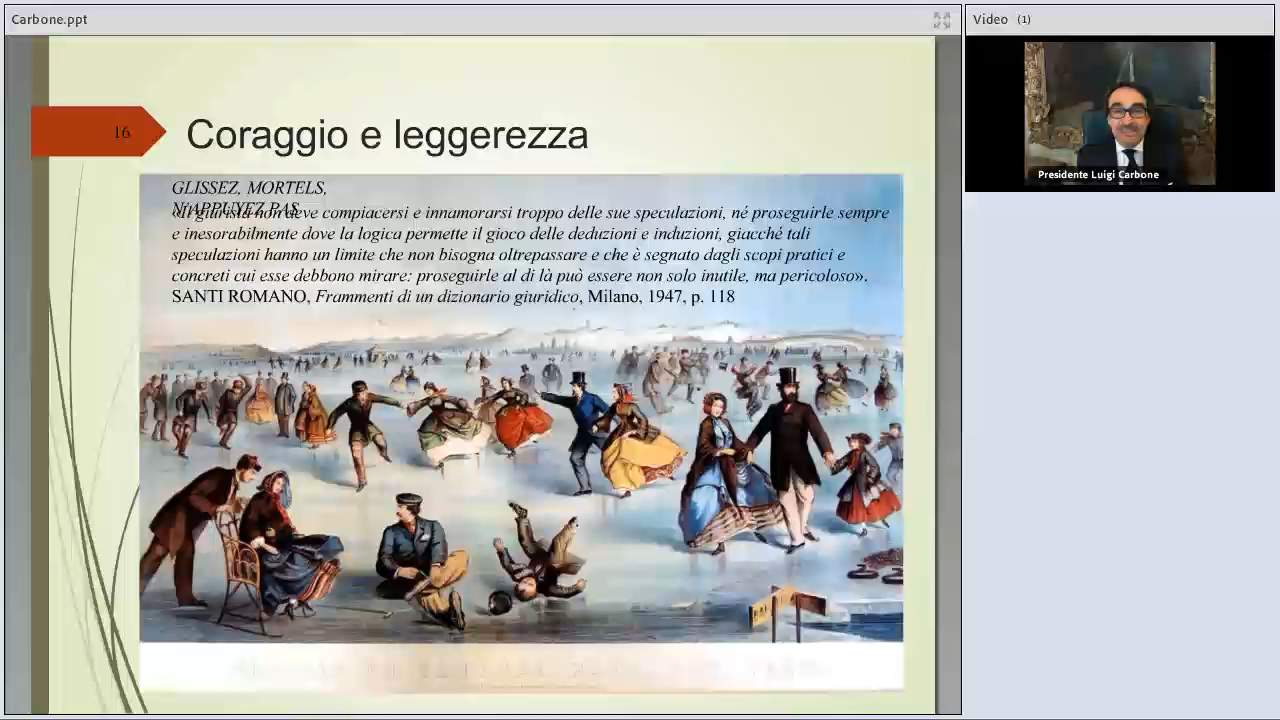 Carbone.ppt
Video (1)
Presidente Luigi Carbone
16
Coraggio e leggerezza
GLISSEZ, MORTELS,
N'APPUYEZ PAS
«Il giurista non deve compiacersi e innamorarsi troppo delle sue speculazioni, né proseguirle sempre
e inesorabilmente dove la logica permette il gioco delle deduzioni e induzioni, giacché tali
speculazioni hanno un limite che non bisogna oltrepassare e che è segnato dagli scopi pratici e
concreti cui esse debbono mirare: proseguirle al di là può essere non solo inutile, ma pericoloso».
SANTI ROMANO, Frammenti di un dizionario giuridico, Milano, 1947, p. 118